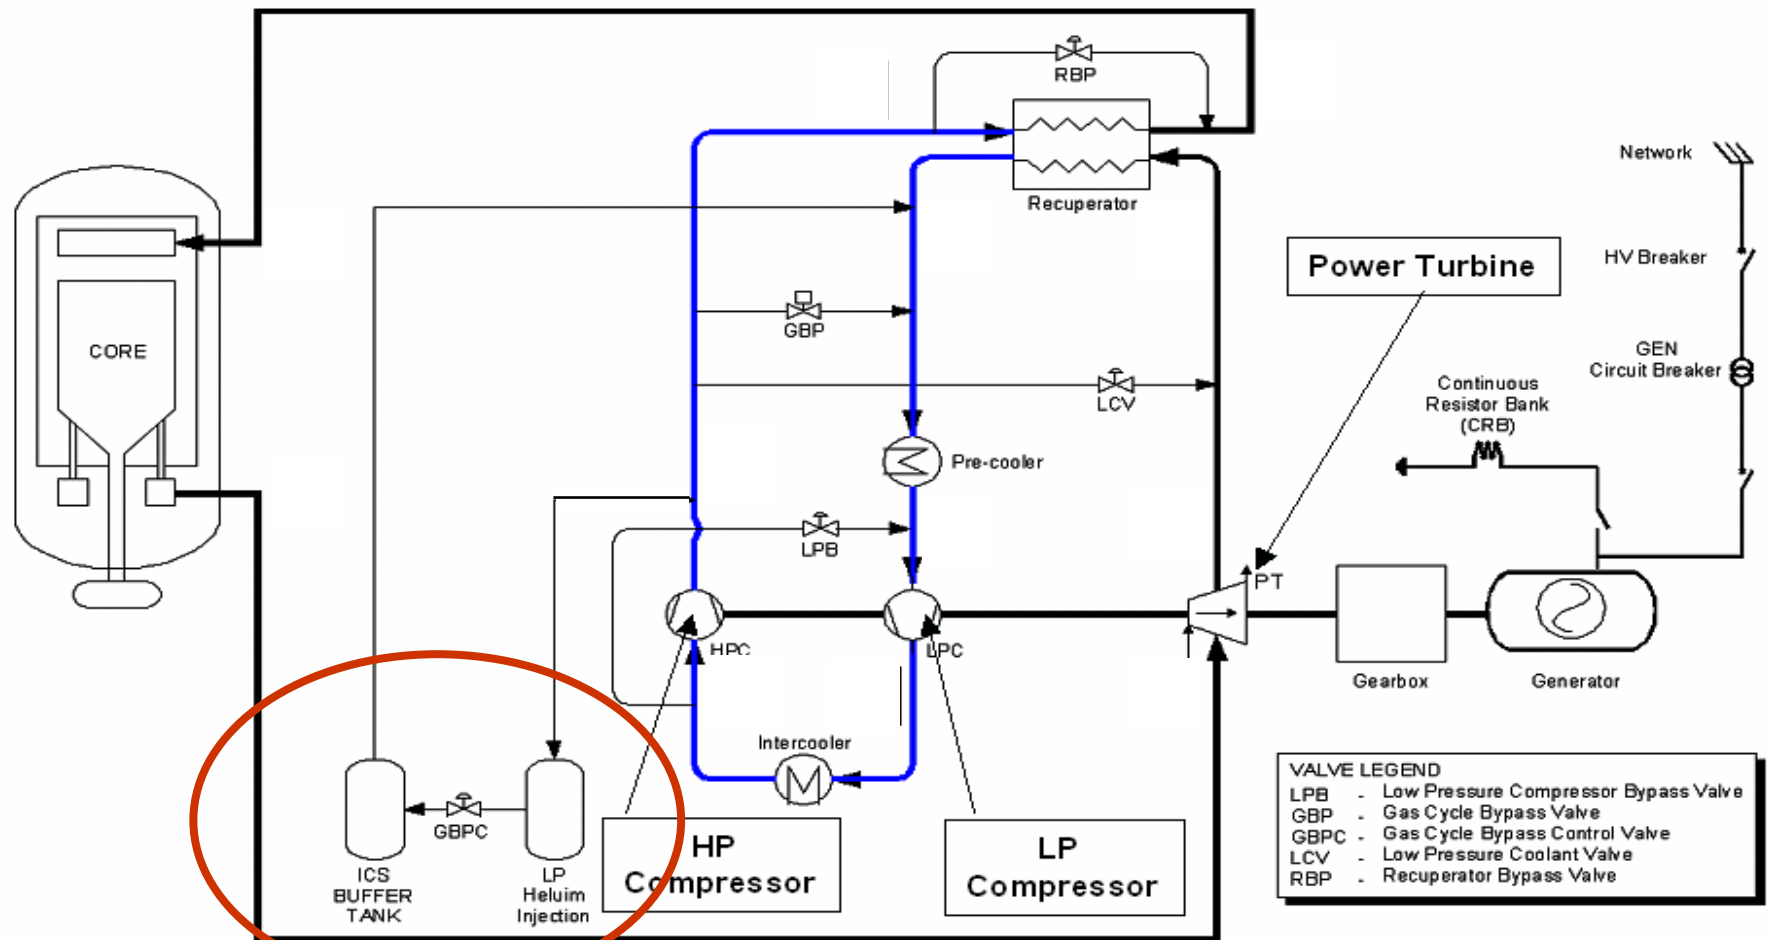 RBP
Recuperator
Network
Power Turbine
HV Breaker
GBP
CORE
GEN
Circuit Breaker
LCV
Continuous
Resistor Bank
(CRB)
Pre-cooler
LPB
PT
HPC
LPC
Gearbox
Generator
Intercooler
GBPC
ICS
BUFFER
TANK
LP
Heluim
Injection
HP
Compressor
LP
Compressor
VALVE LEGEND
LPB - Low Pressure Compressor Bypass Valve
GBP - Gas Cycle Bypass Valve
GBPC - Gas Cycle Bypass Control Valve
LCV - Low Pressure Coolant Valve
RBP - Recuperator Bypass Valve